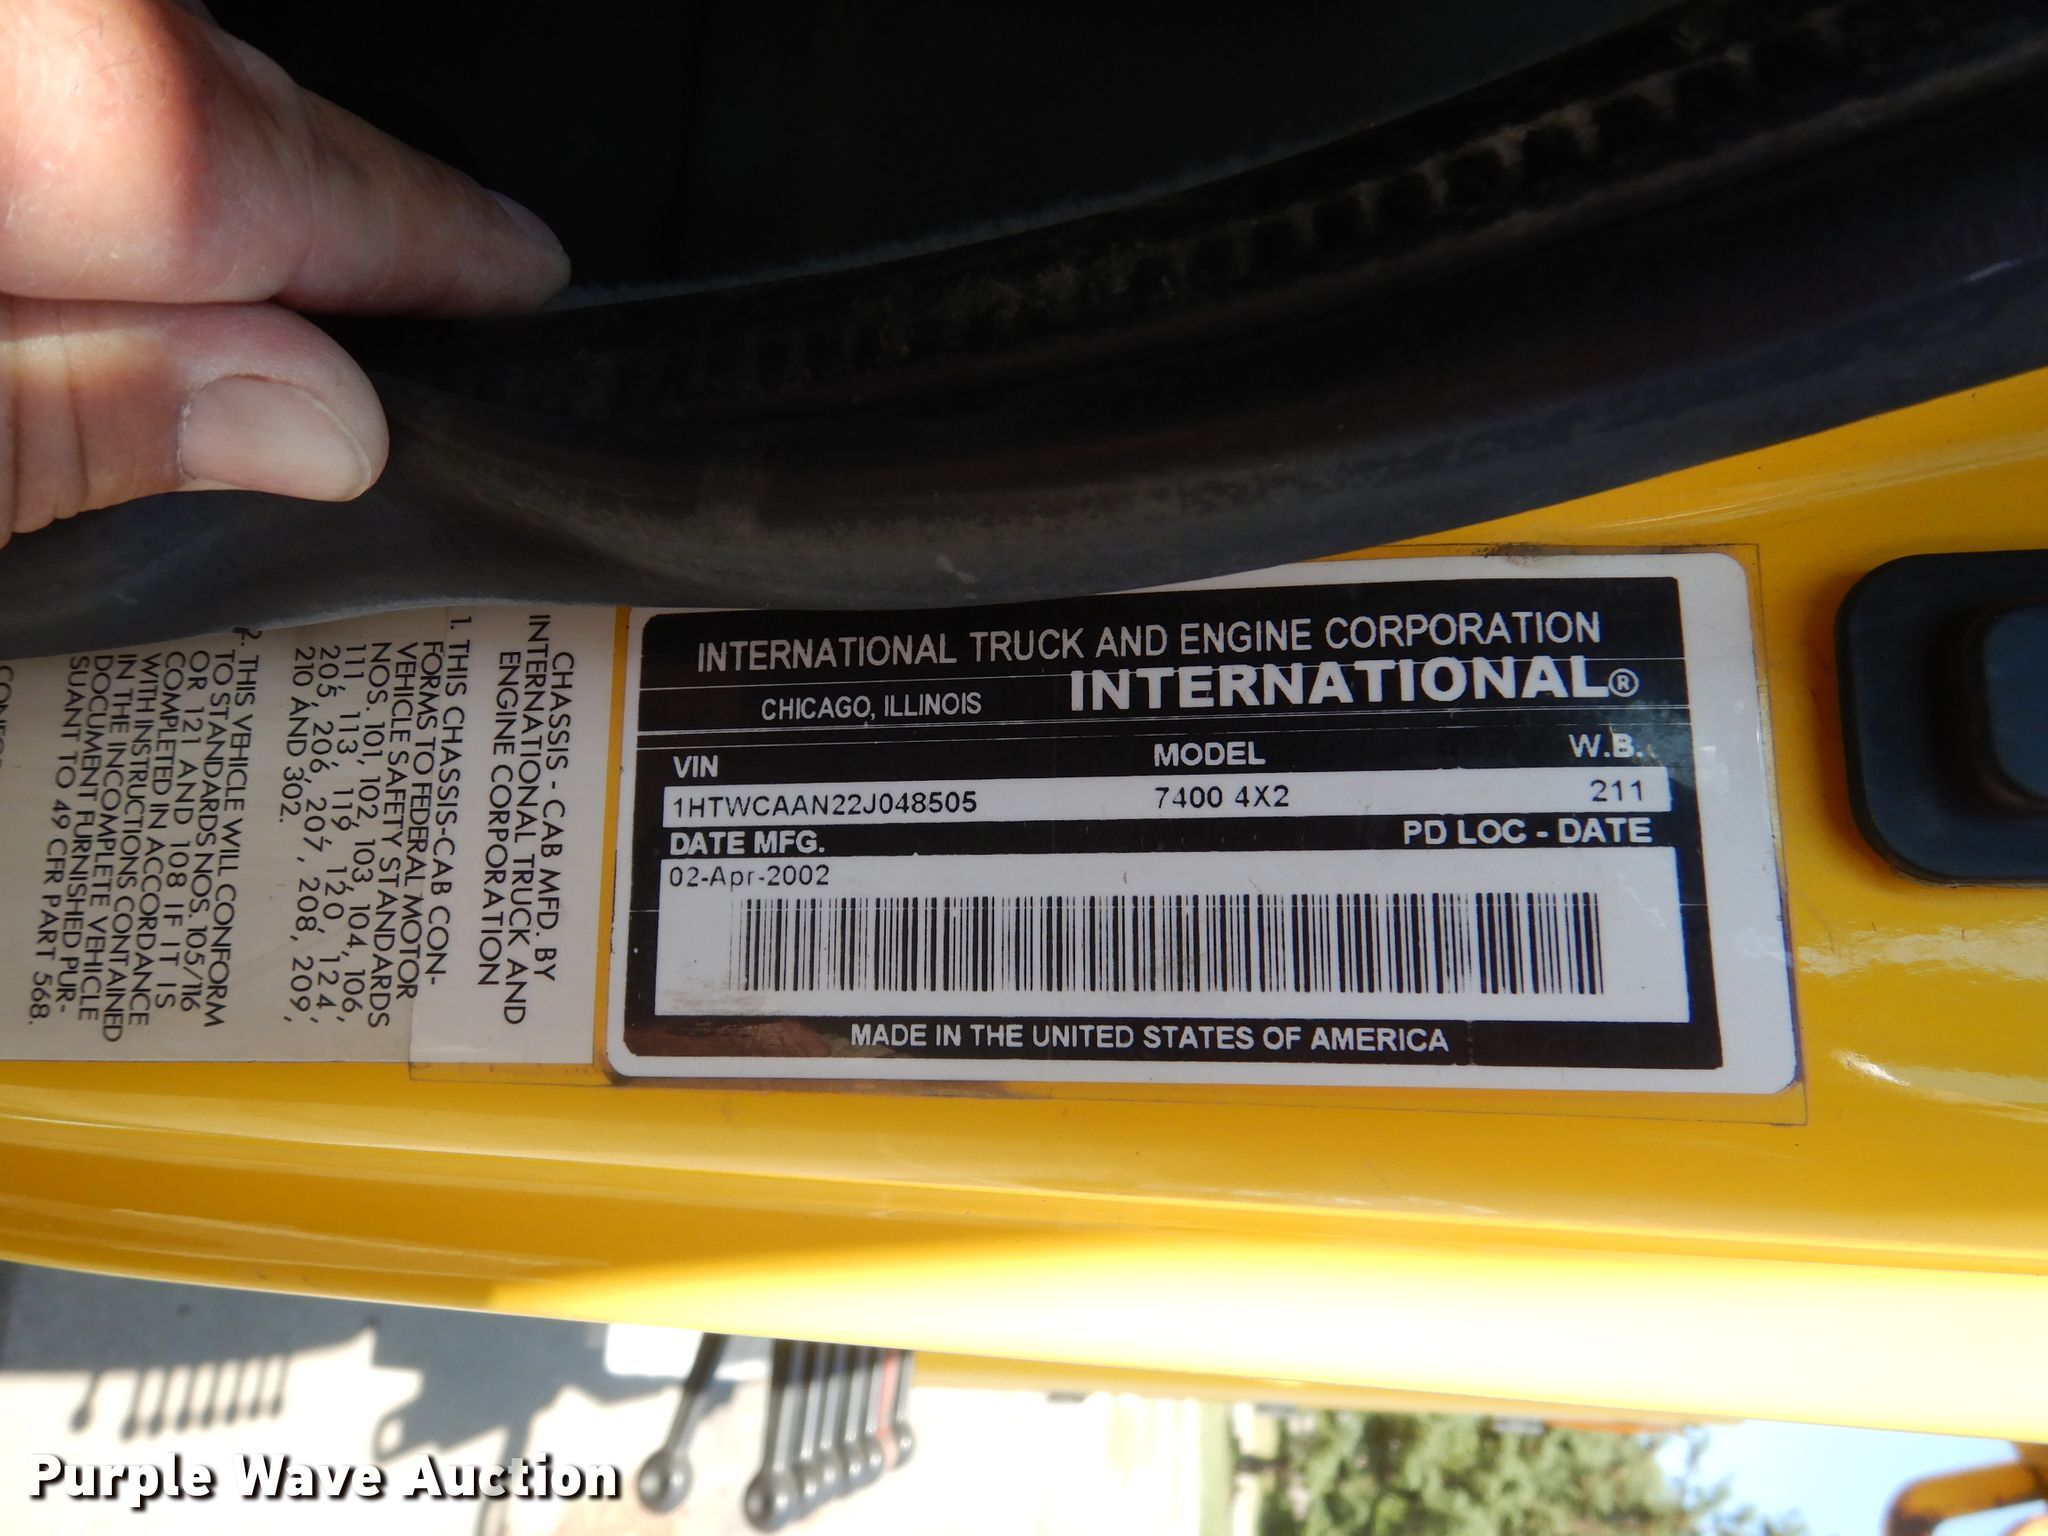 INTERNATIONAL TRUCK AND ENGINE CORPORATION
CHICAGO, ILLINOIS INTERNATIONAL®
VIN MODEL W.B.
1HTWCAAN22J048505 7400 4X2 211
DATE MFG. PD LOC - DATE
02-Apr-2002
MADE IN THE UNITED STATES OF AMERICA
CHASSIS - CAB MFD. BY
INTERNATIONAL TRUCK AND
ENGINE CORPORATION
1. THIS CHASSIS-CAB CON-
FORMS TO FEDERAL MOTOR
VEHICLE SAFETY STANDARDS
NOS. 101, 102, 103, 104, 106,
111, 113, 116, 119, 120, 124,
205, 206, 207, 208, 209,
210 AND 302.
2. THIS VEHICLE WILL CONFORM
TO STANDARDS NOS. 105/116
OR 121 AND 108 IF IT IS
COMPLETED IN ACCORDANCE
WITH INSTRUCTIONS CONTAINED
IN THE INCOMPLETE VEHICLE
DOCUMENT FURNISHED PUR-
SUANT TO 49 CFR PART 568.
Purple Wave Auction